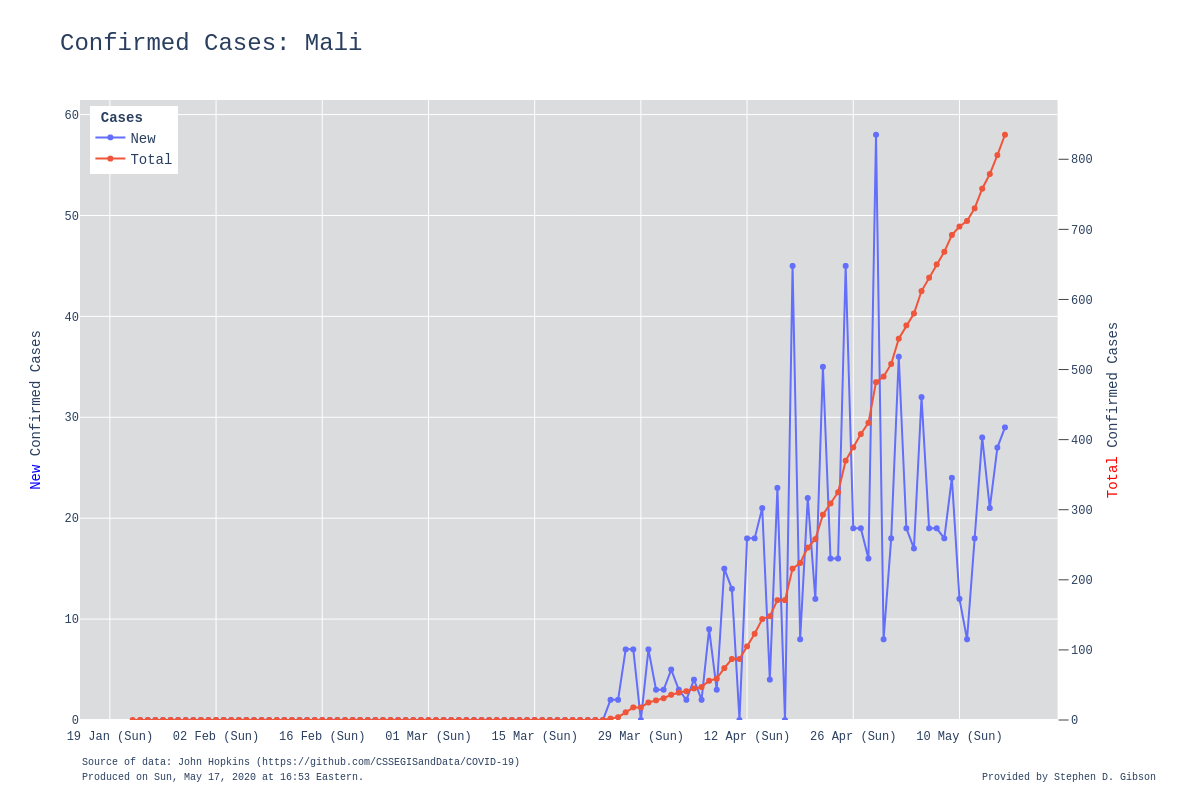 Confirmed Cases: Mali
Cases
New
Total
60
50
40
30
20
10
0
New Confirmed Cases
800
700
600
500
400
300
200
100
0
Total Confirmed Cases
19 Jan (Sun) 02 Feb (Sun) 16 Feb (Sun) 01 Mar (Sun) 15 Mar (Sun) 29 Mar (Sun) 12 Apr (Sun) 26 Apr (Sun) 10 May (Sun)
Source of data: John Hopkins (https://github.com/CSSEGISandData/COVID-19)
Produced on Sun, May 17, 2020 at 16:53 Eastern.
Provided by Stephen D. Gibson